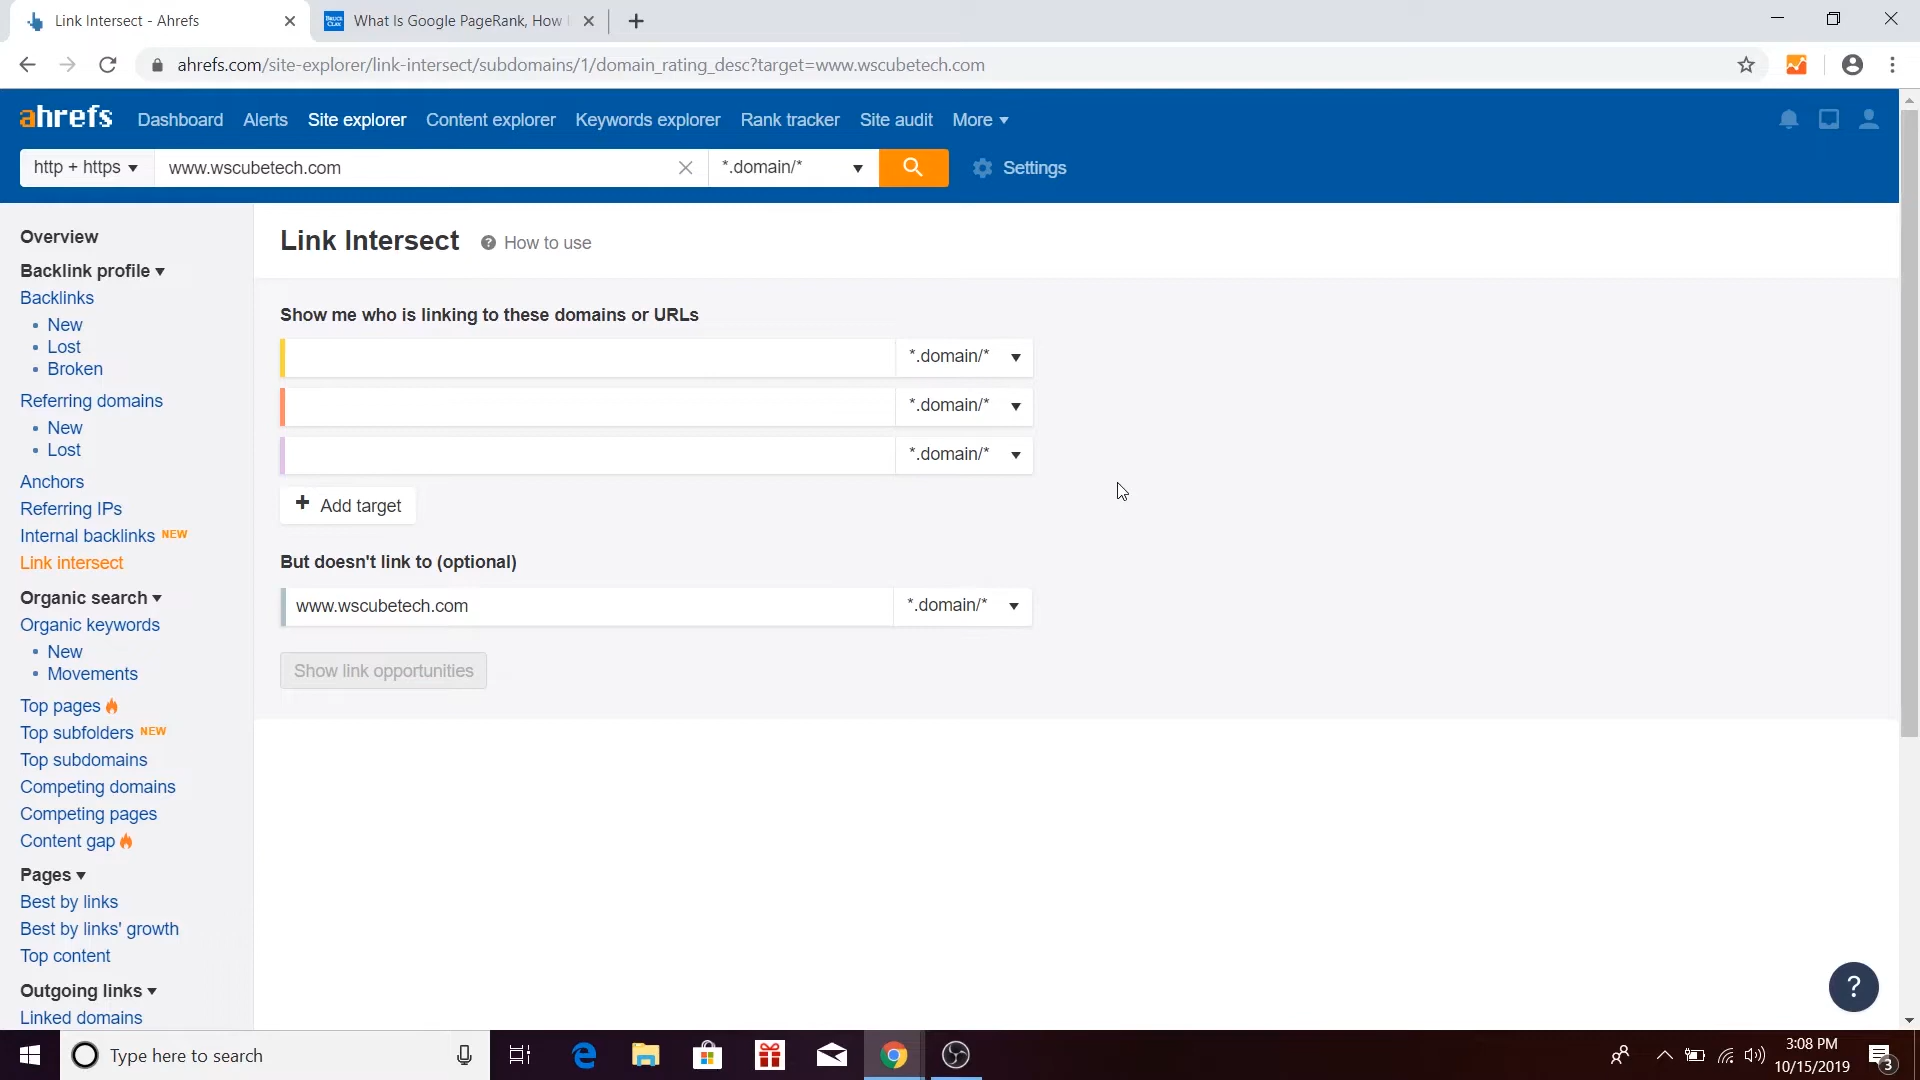 Link Intersect - Ahrefs
What Is Google PageRank, How
ahrefs.com/site-explorer/link-intersect/subdomains/1/domain_rating_desc?target=www.wscubetech.com
ahrefs
Dashboard
Alerts
Site explorer
Content explorer
Keywords explorer
Rank tracker
Site audit
More
http + https
www.wscubetech.com
*.domain/*
Settings
Overview
Backlink profile
Backlinks
New
Lost
Broken
Referring domains
New
Lost
Anchors
Referring IPs
Internal backlinks NEW
Link intersect
Organic search
Organic keywords
New
Movements
Top pages
Top subfolders NEW
Top subdomains
Competing domains
Competing pages
Content gap
Pages
Best by links
Best by links' growth
Top content
Outgoing links
Linked domains
Link Intersect
? How to use
Show me who is linking to these domains or URLs
*.domain/*
*.domain/*
*.domain/*
+ Add target
But doesn't link to (optional)
www.wscubetech.com
*.domain/*
Show link opportunities
?
Type here to search
3:08 PM
10/15/2019
3